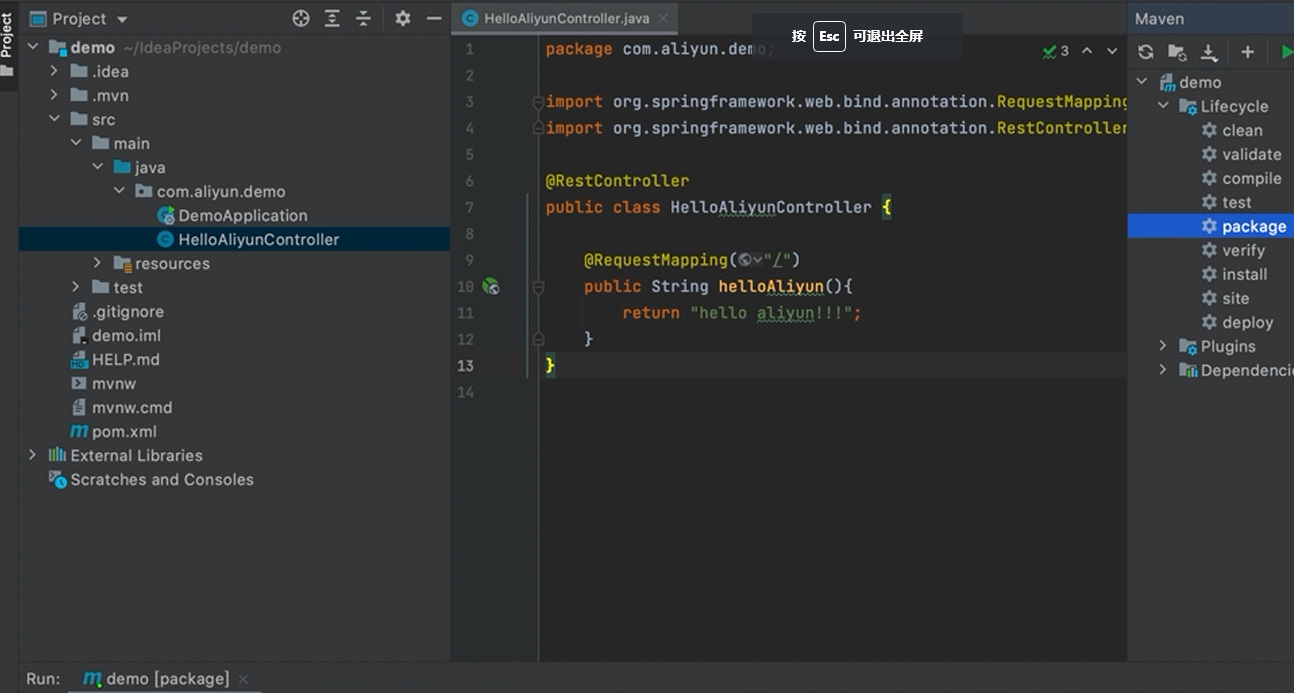 Project
Project
demo ~/IdeaProjects/demo
.idea
.mvn
src
main
java
com.aliyun.demo
DemoApplication
HelloAliyunController
resources
test
.gitignore
demo.iml
HELP.md
mvnw
mvnw.cmd
pom.xml
External Libraries
Scratches and Consoles
HelloAliyunController.java
按 Esc 可退出全屏
3
1 package com.aliyun.demo;
2
3 import org.springframework.web.bind.annotation.RequestMapping
4 import org.springframework.web.bind.annotation.RestController
5
6 @RestController
7 public class HelloAliyunController {
8
9 @RequestMapping("/")
10 public String helloAliyun(){
11 return "hello aliyun!!!";
12 }
13 }
14
Maven
demo
Lifecycle
clean
validate
compile
test
package
verify
install
site
deploy
Plugins
Dependenci
Run: demo [package]